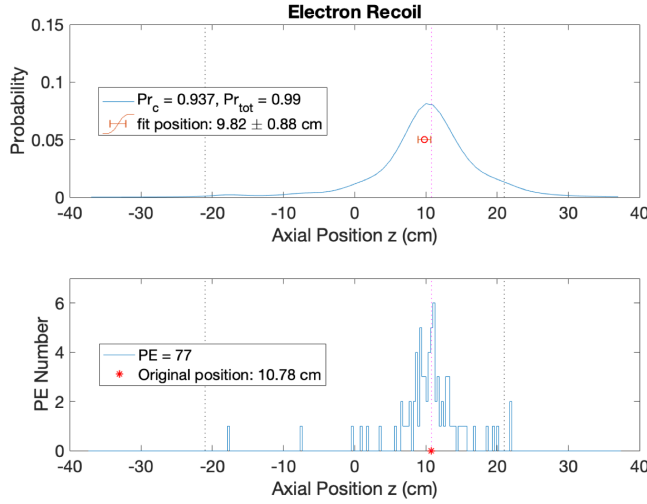 Electron Recoil
0.15
0.1
0.05
0
Probability
Pr_c = 0.937, Pr_tot = 0.99
fit position: 9.82 ± 0.88 cm
-40 -30 -20 -10 0 10 20 30 40
Axial Position z (cm)
6
4
2
0
PE Number
PE = 77
Original position: 10.78 cm
-40 -30 -20 -10 0 10 20 30 40
Axial Position z (cm)